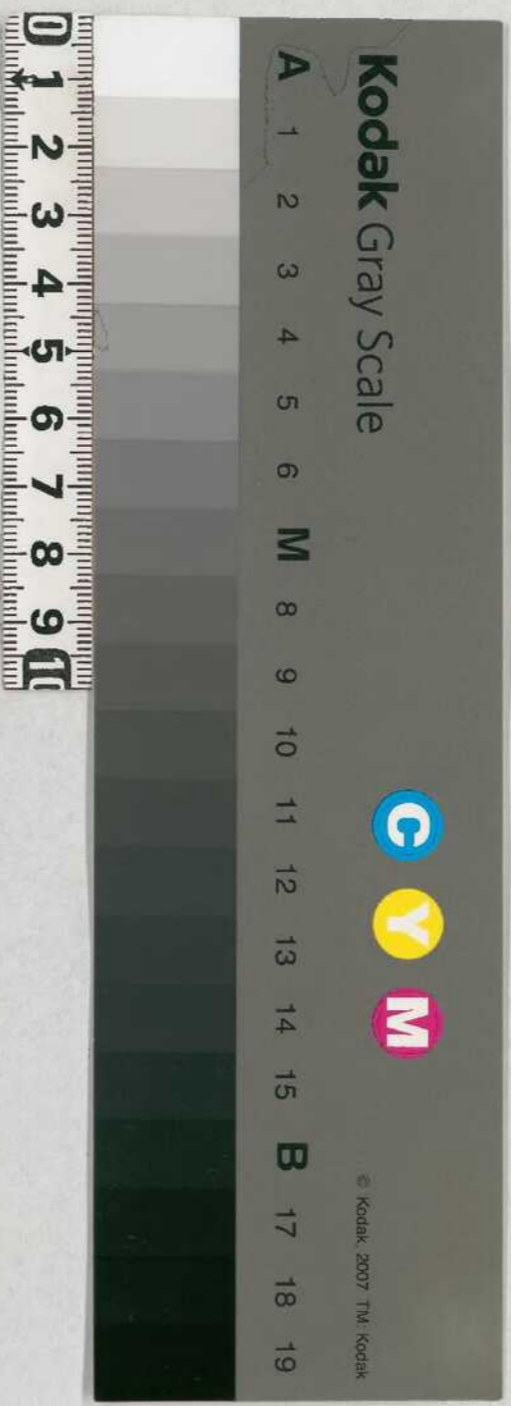 Kodak Gray Scale
C Y M
© Kodak, 2007 TM: Kodak
A 1 2 3 4 5 6 M 8 9 10 11 12 13 14 15 B 17 18 19
0 1 2 3 4 5 6 7 8 9 10